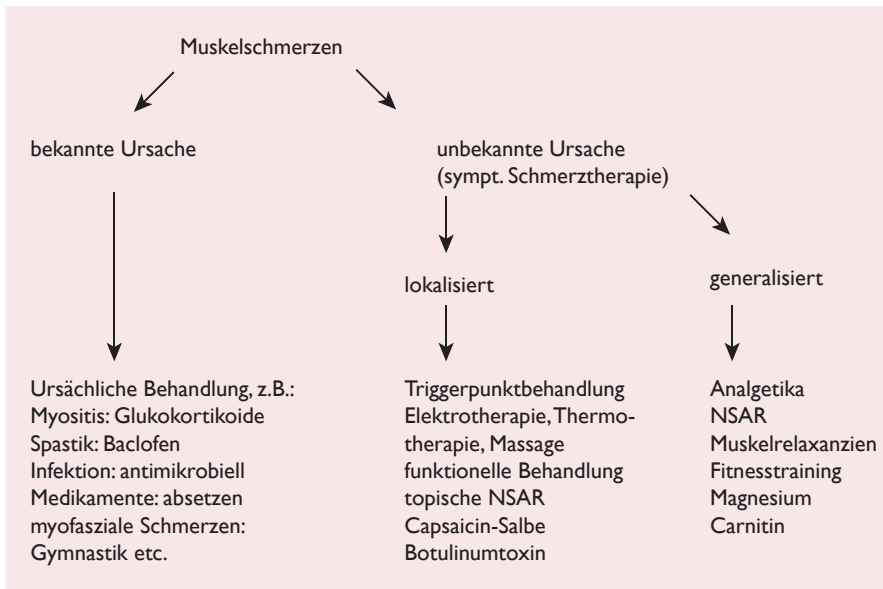 Muskelschmerzen
bekannte Ursache
unbekannte Ursache
(sympt. Schmerztherapie)
lokalisiert
generalisiert
Ursächliche Behandlung, z.B.:
Myositis: Glukokortikoide
Spastik: Baclofen
Infektion: antimikrobiell
Medikamente: absetzen
myofasziale Schmerzen:
Gymnastik etc.
Triggerpunktbehandlung
Elektrotherapie, Thermo-
therapie, Massage
funktionelle Behandlung
topische NSAR
Capsaicin-Salbe
Botulinumtoxin
Analgetika
NSAR
Muskelrelaxanzien
Fitnesstraining
Magnesium
Carnitin